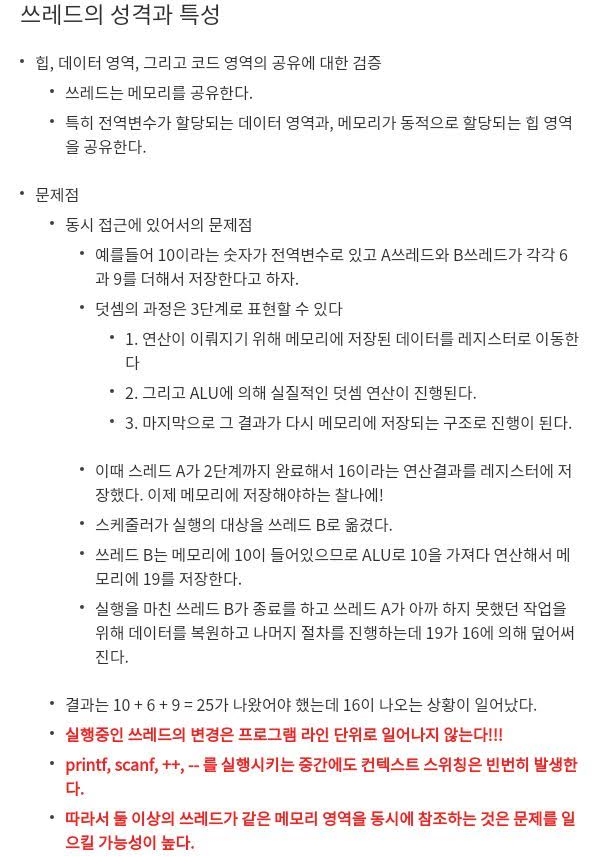 쓰레드의 성격과 특성
힙, 데이터 영역, 그리고 코드 영역의 공유에 대한 검증
쓰레드는 메모리를 공유한다.
특히 전역변수가 할당되는 데이터 영역과, 메모리가 동적으로 할당되는 힙 영역
을 공유한다.
문제점
동시 접근에 있어서의 문제점
예를들어 10이라는 숫자가 전역변수로 있고 A쓰레드와 B쓰레드가 각각 6
과 9를 더해서 저장한다고 하자.
덧셈의 과정은 3단계로 표현할 수 있다
1. 연산이 이뤄지기 위해 메모리에 저장된 데이터를 레지스터로 이동한
다
2. 그리고 ALU에 의해 실질적인 덧셈 연산이 진행된다.
3. 마지막으로 그 결과가 다시 메모리에 저장되는 구조로 진행이 된다.
이때 스레드 A가 2단계까지 완료해서 16이라는 연산결과를 레지스터에 저
장했다. 이제 메모리에 저장해야하는 찰나에!
스케줄러가 실행의 대상을 쓰레드 B로 옮겼다.
쓰레드 B는 메모리에 10이 들어있으므로 ALU로 10을 가져다 연산해서 메
모리에 19를 저장한다.
실행을 마친 쓰레드 B가 종료를 하고 쓰레드 A가 아까 하지 못했던 작업을
위해 데이터를 복원하고 나머지 절차를 진행하는데 19가 16에 의해 덮어써
진다.
결과는 10 + 6 + 9 = 25가 나왔어야 했는데 16이 나오는 상황이 일어났다.
실행중인 쓰레드의 변경은 프로그램 라인 단위로 일어나지 않는다!!!
printf, scanf, ++, -- 를 실행시키는 중간에도 컨텍스트 스위칭은 빈번히 발생한
다.
따라서 둘 이상의 쓰레드가 같은 메모리 영역을 동시에 참조하는 것은 문제를 일
으킬 가능성이 높다.